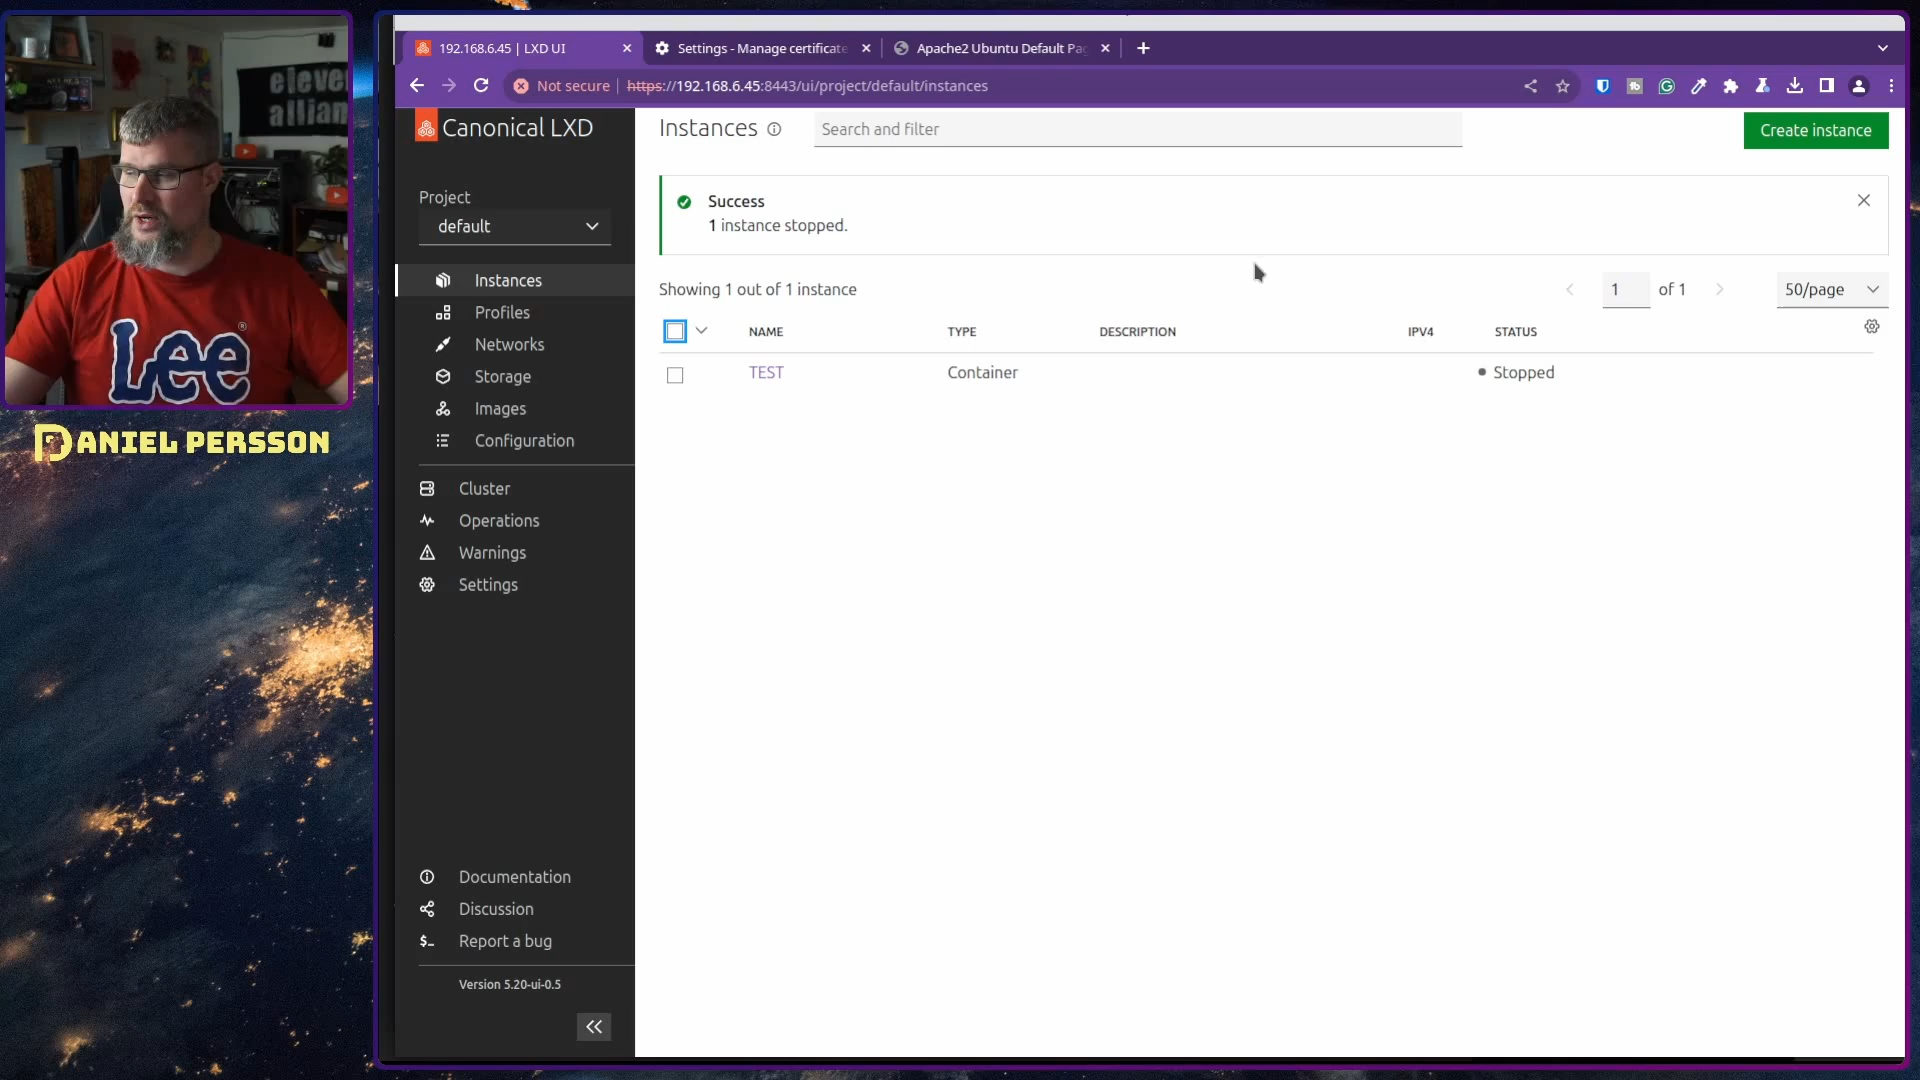 eleven
allian
Lee
®
DANIEL PERSSON
192.168.6.45 | LXD UI
Settings - Manage certificate
Apache2 Ubuntu Default Pag
Not secure
https://192.168.6.45:8443/ui/project/default/instances
Canonical LXD
Project
default
Instances
Profiles
Networks
Storage
Images
Configuration
Cluster
Operations
Warnings
Settings
Documentation
Discussion
Report a bug
Version 5.20-ui-0.5
Instances
Search and filter
Create instance
Success
1 instance stopped.
Showing 1 out of 1 instance
1 of 1
50/page
NAME TYPE DESCRIPTION IPV4 STATUS
TEST Container Stopped